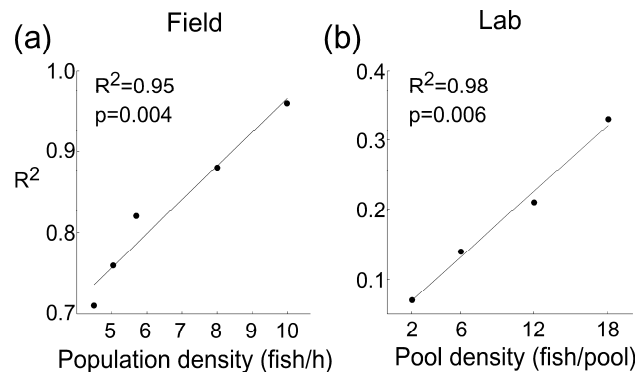 (a)
Field
R²=0.95
p=0.004
R²
1.0
0.9
0.8
0.7
5 6 7 8 9 10
Population density (fish/h)
(b)
Lab
R²=0.98
p=0.006
0.4
0.3
0.2
0.1
2 6 12 18
Pool density (fish/pool)